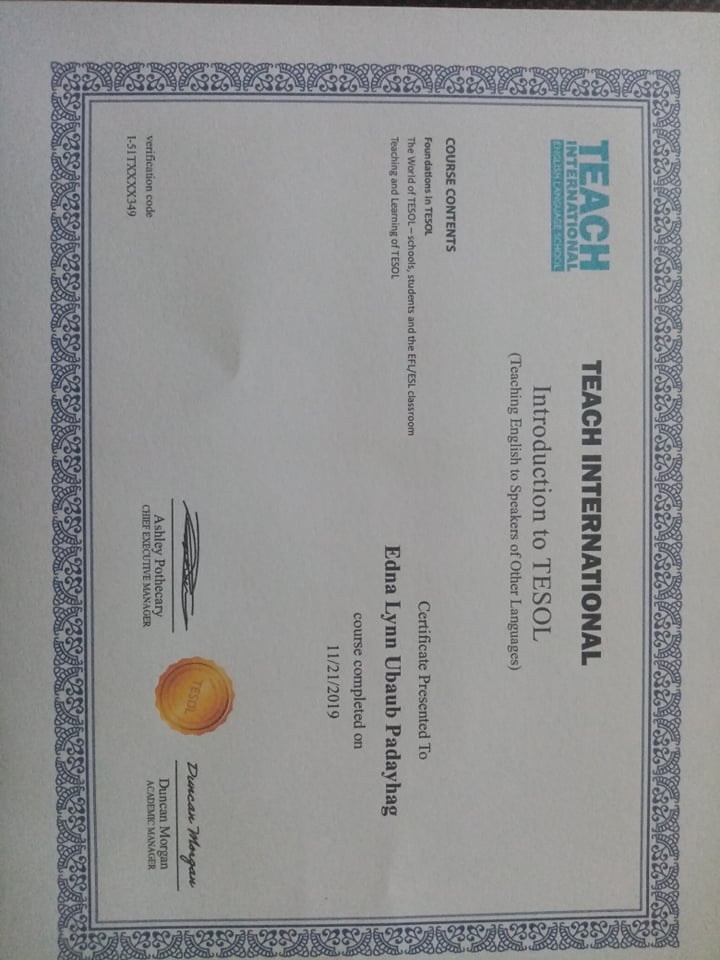 TEACH
INTERNATIONAL
ENGLISH LANGUAGE SCHOOL
TEACH INTERNATIONAL
Introduction to TESOL
(Teaching English to Speakers of Other Languages)
COURSE CONTENTS
Foundations in TESOL
The World of TESOL – schools, students and the EFL/ESL classroom
Teaching and Learning of TESOL
Certificate Presented To
Edna Lynn Ubaub Padayhag
course completed on
11/21/2019
verification code
1-51TXXXX349
Ashley Pothecary
CHIEF EXECUTIVE MANAGER
TESOL
Duncan Morgan
Duncan Morgan
ACADEMIC MANAGER